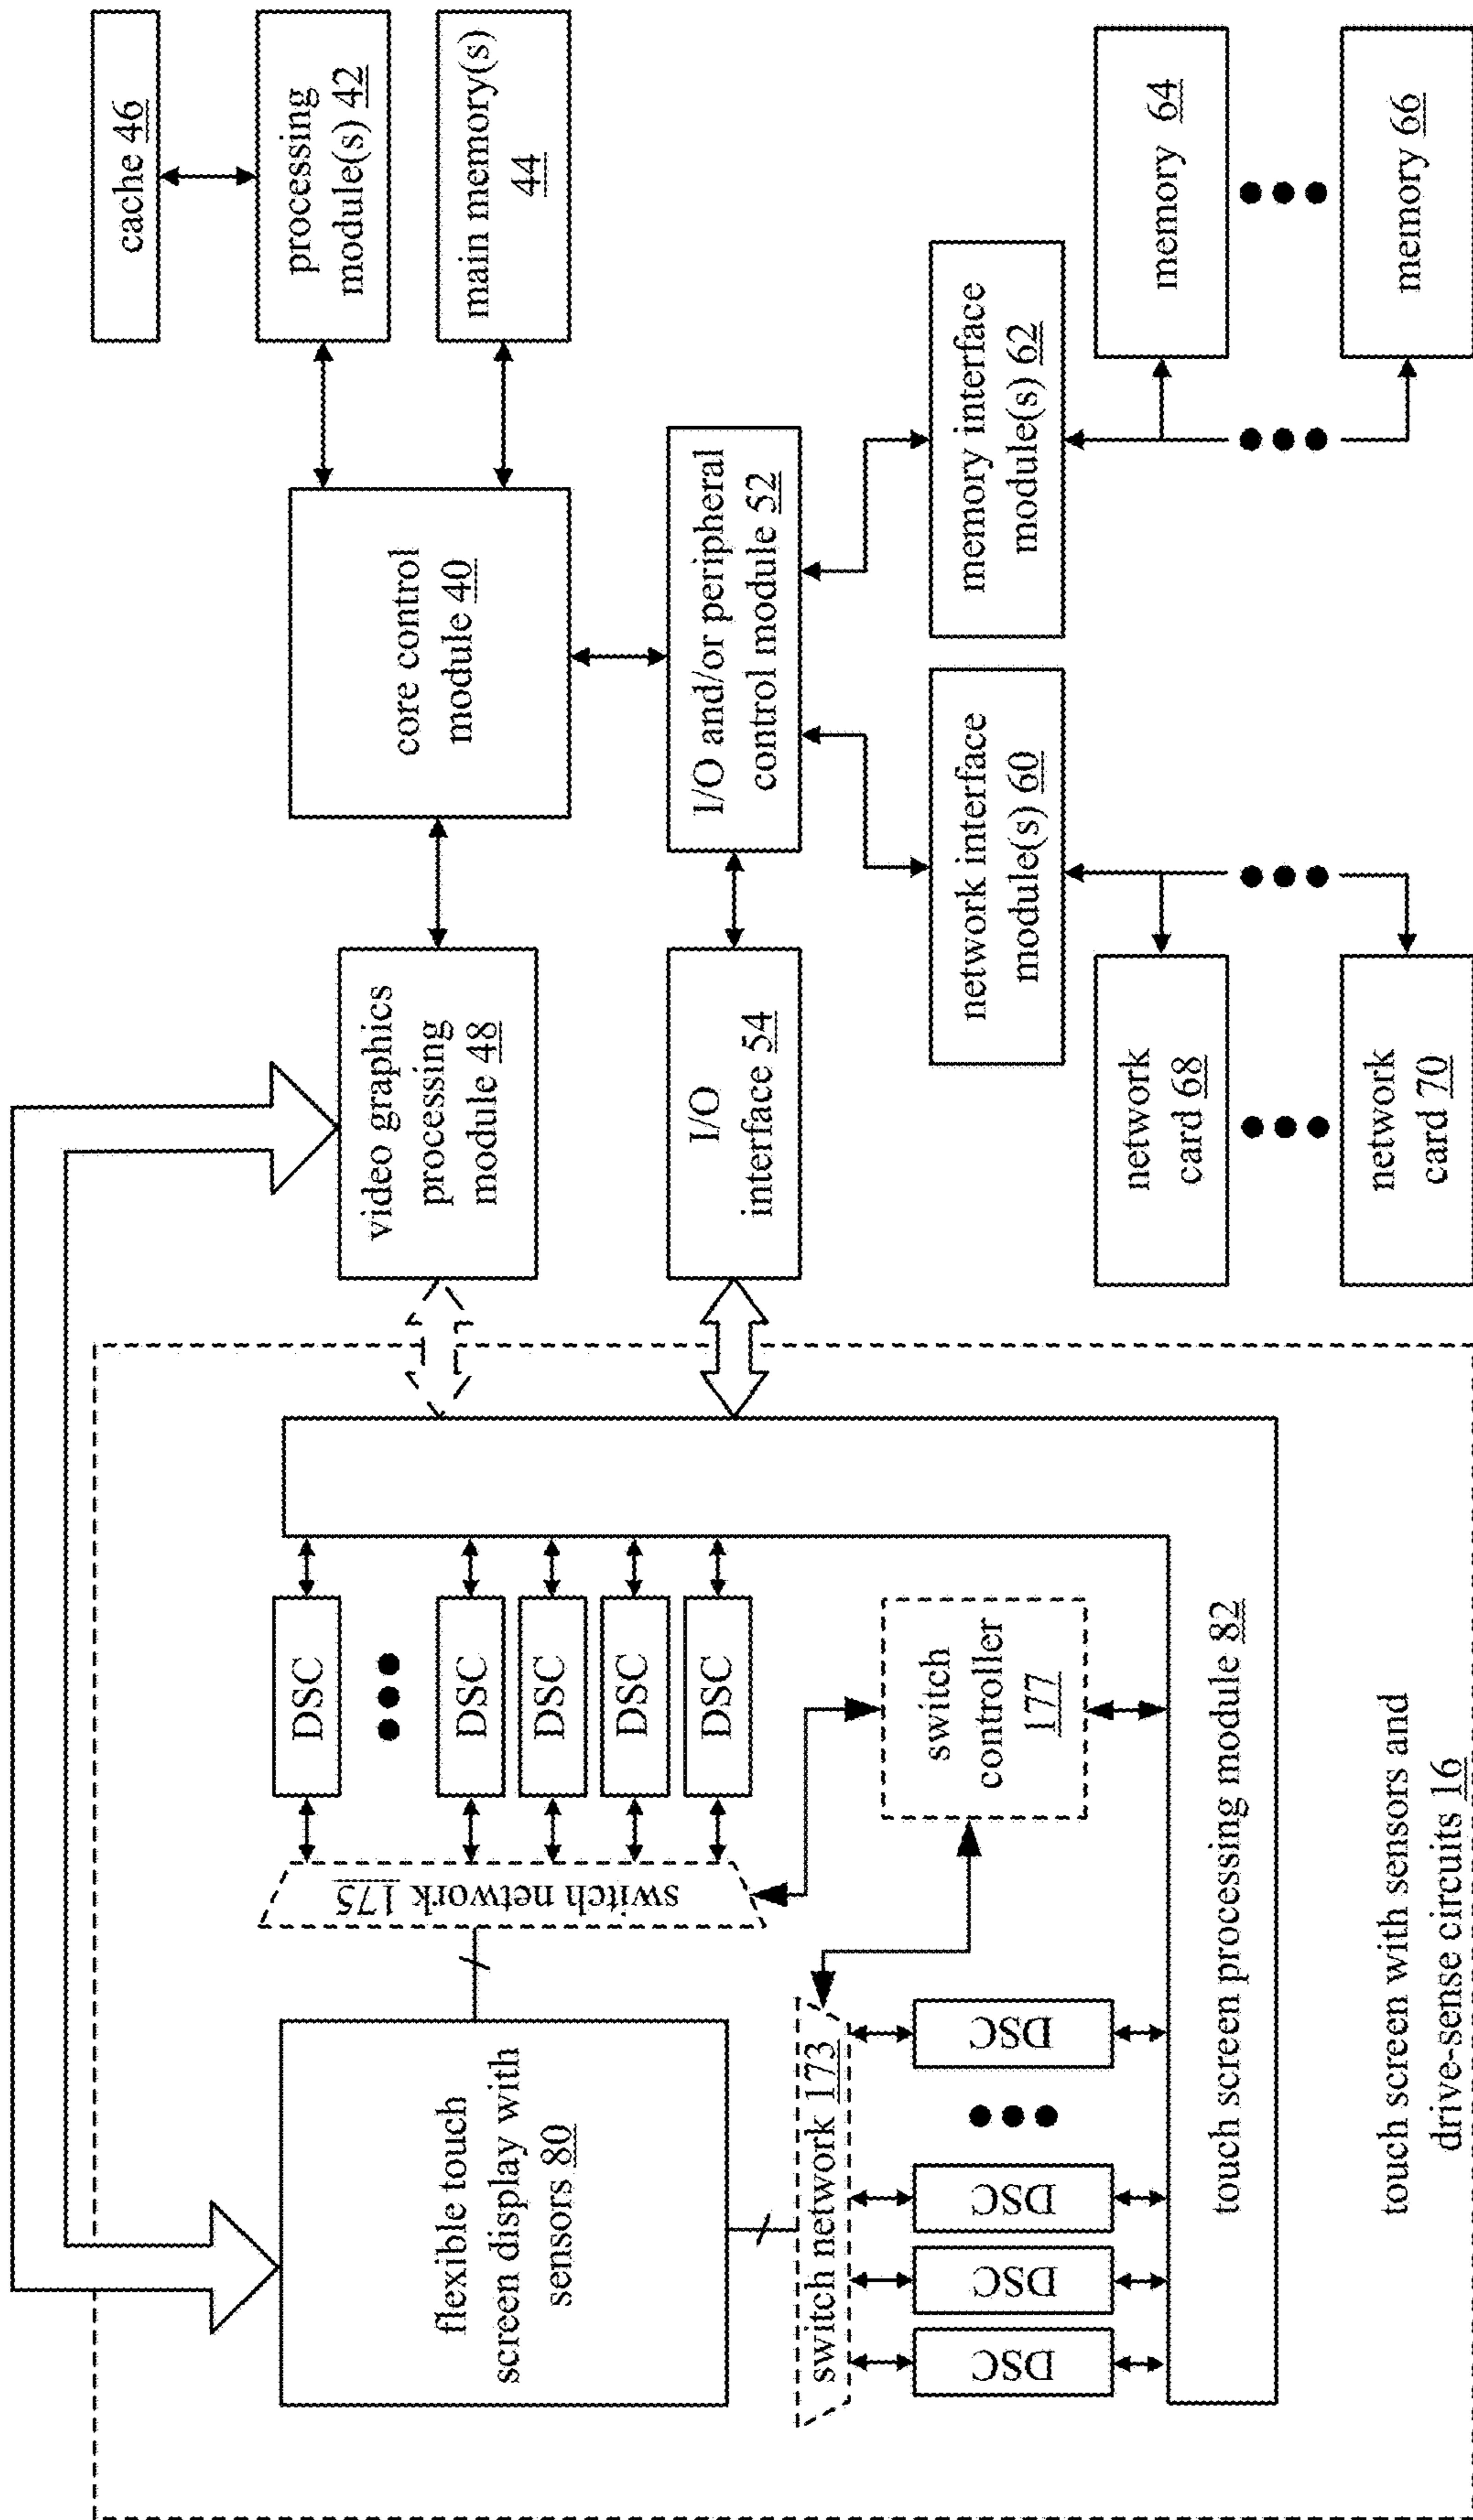 cache 46
processing
module(s) 42
main memory(s)
44
core control
module 40
video graphics
processing
module 48
I/O and/or peripheral
control module 52
I/O
interface 54
memory interface
module(s) 62
network interface
module(s) 60
memory 64
memory 66
network
card 68
network
card 70
flexible touch
screen display with
sensors 80
switch network 175
DSC
DSC
DSC
DSC
DSC
switch
controller
177
switch network 173
DSC
DSC
DSC
DSC
touch screen processing module 82
touch screen with sensors and
drive-sense circuits 16